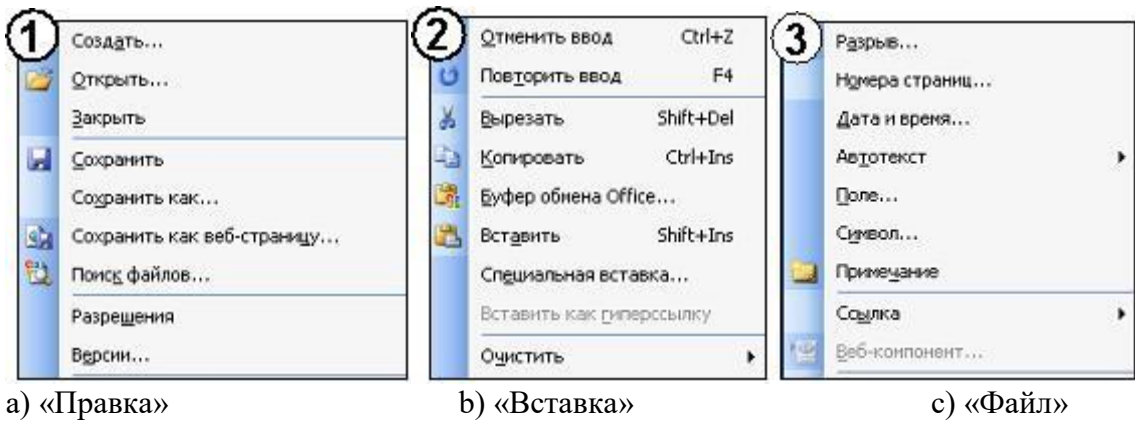 1
Создать...
Открыть...
Закрыть
Сохранить
Сохранить как...
Сохранить как веб-страницу...
Поиск файлов...
Разрешения
Версии...
2
Отменить ввод Ctrl+Z
Повторить ввод F4
Вырезать Shift+Del
Копировать Ctrl+Ins
Буфер обмена Office...
Вставить Shift+Ins
Специальная вставка...
Вставить как гиперссылку
Очистить
3
Разрыв...
Номера страниц...
Дата и время...
Автотекст
Поле...
Символ...
Примечание
Ссылка
Веб-компонент...
a) «Правка» b) «Вставка» c) «Файл»